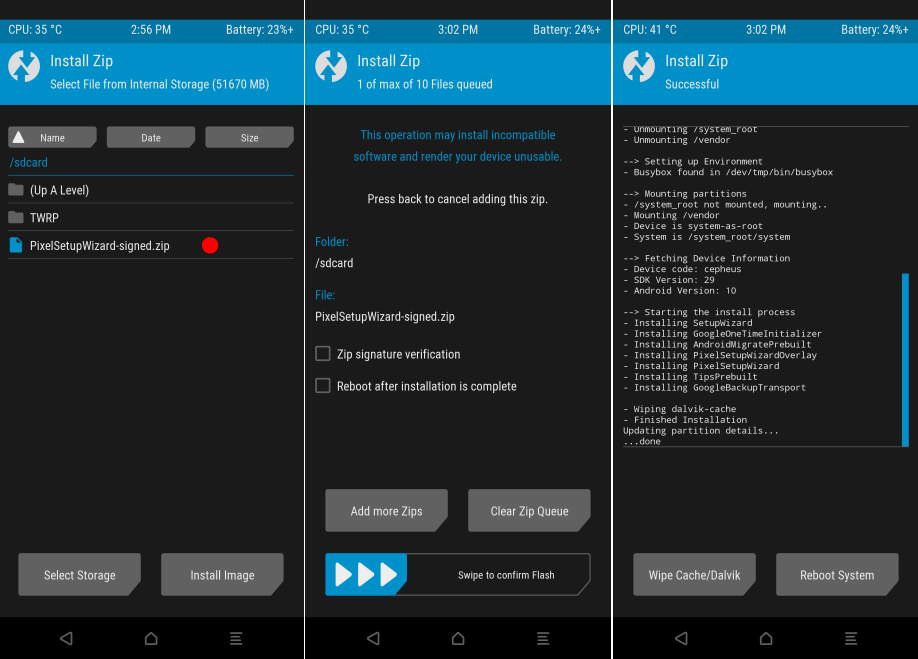 CPU: 35 °C 2:56 PM Battery: 23%+
Install Zip
Select File from Internal Storage (51670 MB)
Name Date Size
/sdcard
(Up A Level)
TWRP
PixelSetupWizard-signed.zip
Select Storage Install Image
CPU: 35 °C 3:02 PM Battery: 24%+
Install Zip
1 of max of 10 Files queued
This operation may install incompatible
software and render your device unusable.
Press back to cancel adding this zip.
Folder:
/sdcard
File:
PixelSetupWizard-signed.zip
Zip signature verification
Reboot after installation is complete
Add more Zips Clear Zip Queue
Swipe to confirm Flash
CPU: 41 °C 3:02 PM Battery: 24%+
Install Zip
Successful
- Unmounting /system_root
- Unmounting /vendor
--> Setting up Environment
- Busybox found in /dev/tmp/bin/busybox
--> Mounting partitions
- /system_root not mounted, mounting..
- Mounting /vendor
- Device is system-as-root
- System is /system_root/system
--> Fetching Device Information
- Device code: cepheus
- SDK Version: 29
- Android Version: 10
--> Starting the install process
- Installing SetupWizard
- Installing GoogleOneTimeInitializer
- Installing AndroidMigratePrebuilt
- Installing PixelSetupWizardOverlay
- Installing PixelSetupWizard
- Installing TipsPrebuilt
- Installing GoogleBackupTransport
- Wiping dalvik-cache
- Finished Installation
Updating partition details...
...done
Wipe Cache/Dalvik Reboot System